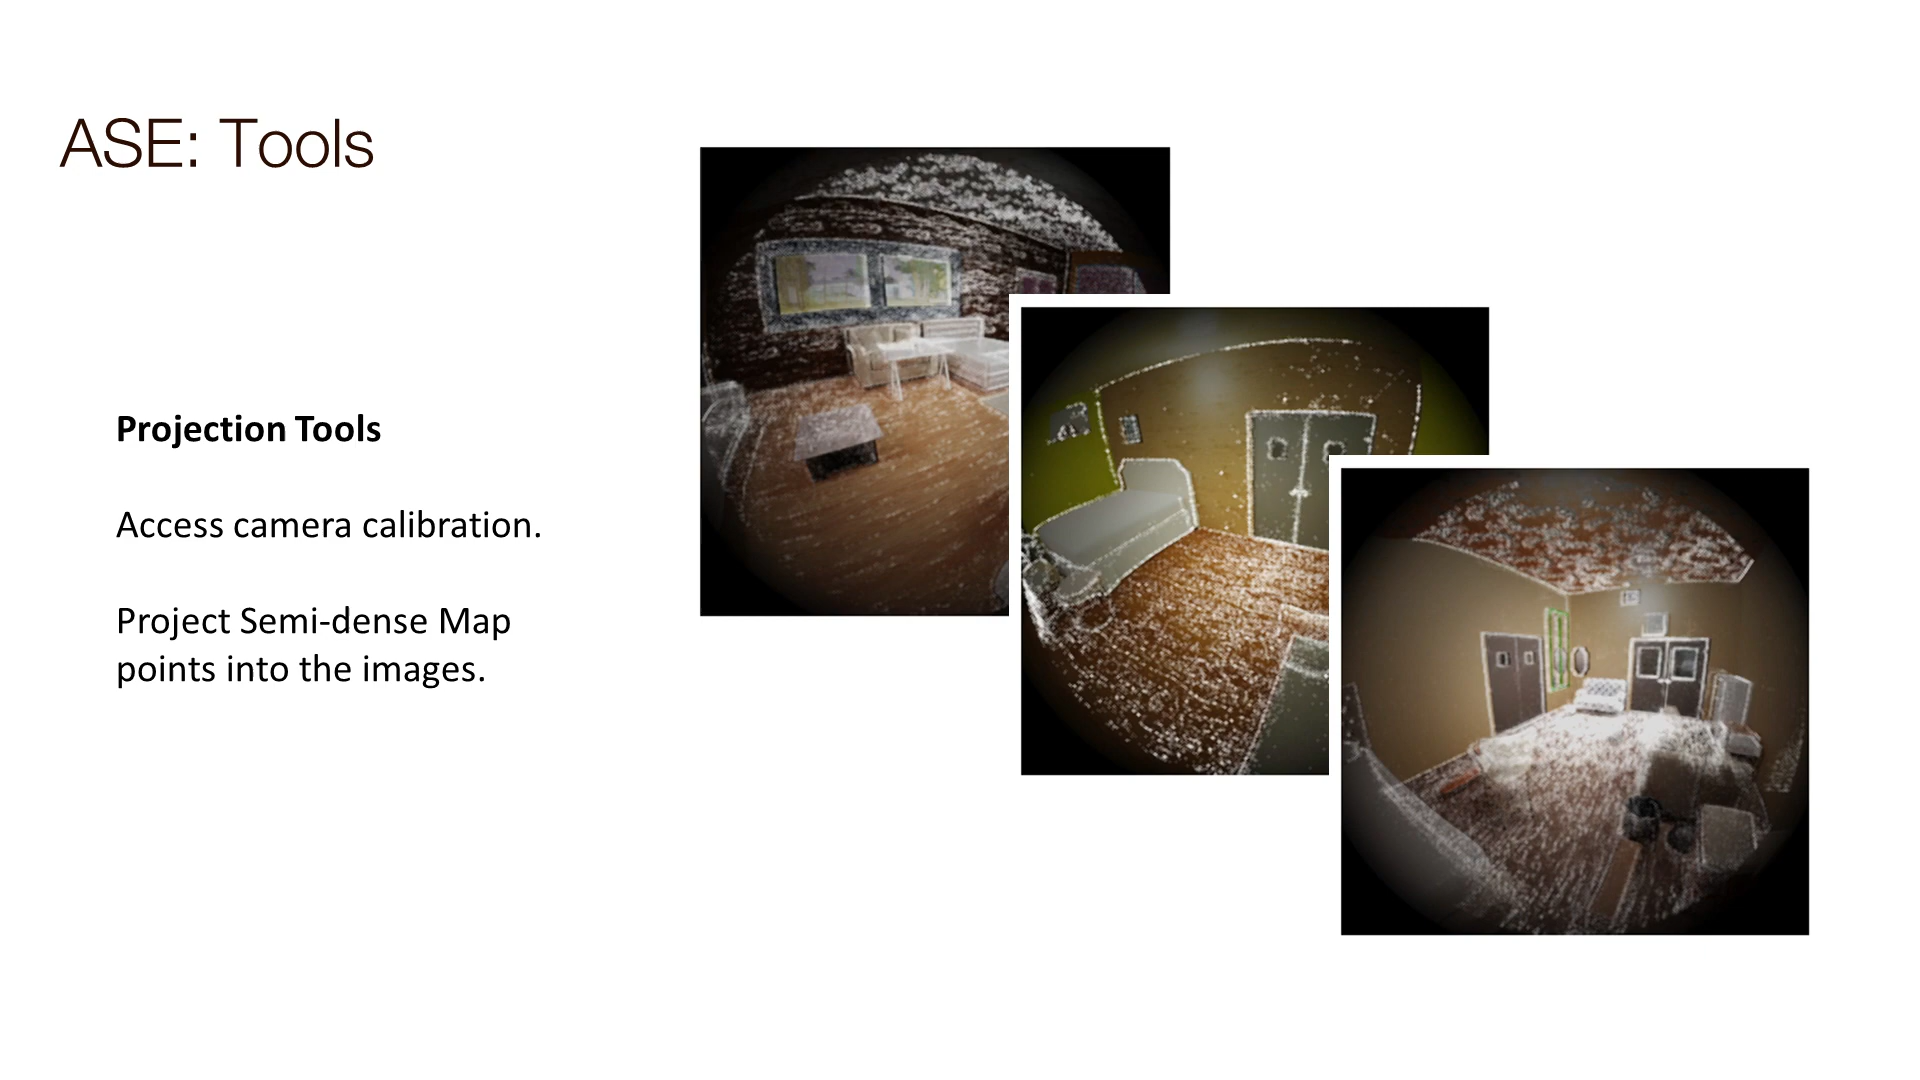 ASE: Tools
Projection Tools
Access camera calibration.
Project Semi-dense Map
points into the images.